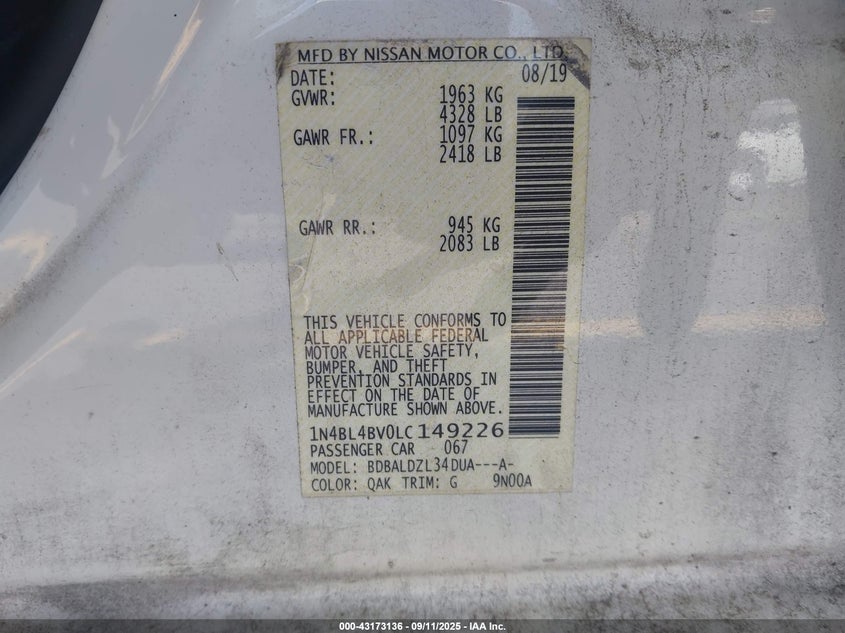 MFD BY NISSAN MOTOR CO., LTD.
DATE: 08/19
GVWR: 1963 KG
4328 LB
GAWR FR.: 1097 KG
2418 LB
GAWR RR.: 945 KG
2083 LB
THIS VEHICLE CONFORMS TO
ALL APPLICABLE FEDERAL
MOTOR VEHICLE SAFETY,
BUMPER, AND THEFT
PREVENTION STANDARDS IN
EFFECT ON THE DATE OF
MANUFACTURE SHOWN ABOVE.
1N4BL4BV0LC149226
PASSENGER CAR 067
MODEL: BDBALDZL34DUA---A-
COLOR: QAK TRIM: G 9N00A
000-43173136 - 09/11/2025 - IAA Inc.